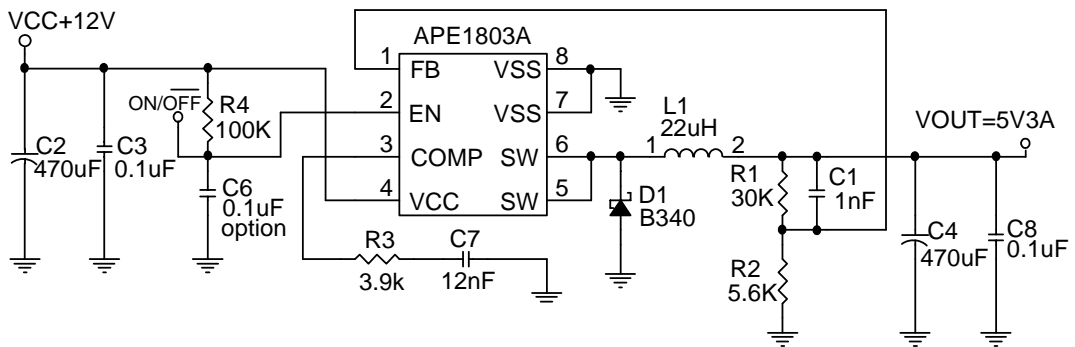 VCC+12V
APE1803A
1
FB
VSS
8
2
EN
VSS
7
3
COMP
SW
6
4
VCC
SW
5
ON/OFF
R4
100K
C2
470uF
C3
0.1uF
C6
0.1uF
option
R3
3.9k
C7
12nF
L1
22uH
1
2
D1
B340
R1
30K
C1
1nF
R2
5.6K
VOUT=5V3A
C4
470uF
C8
0.1uF